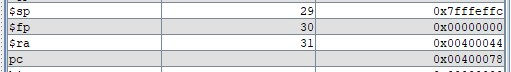 $sp 29 0x7fffeffc
$fp 30 0x00000000
$ra 31 0x00400044
pc 0x00400078